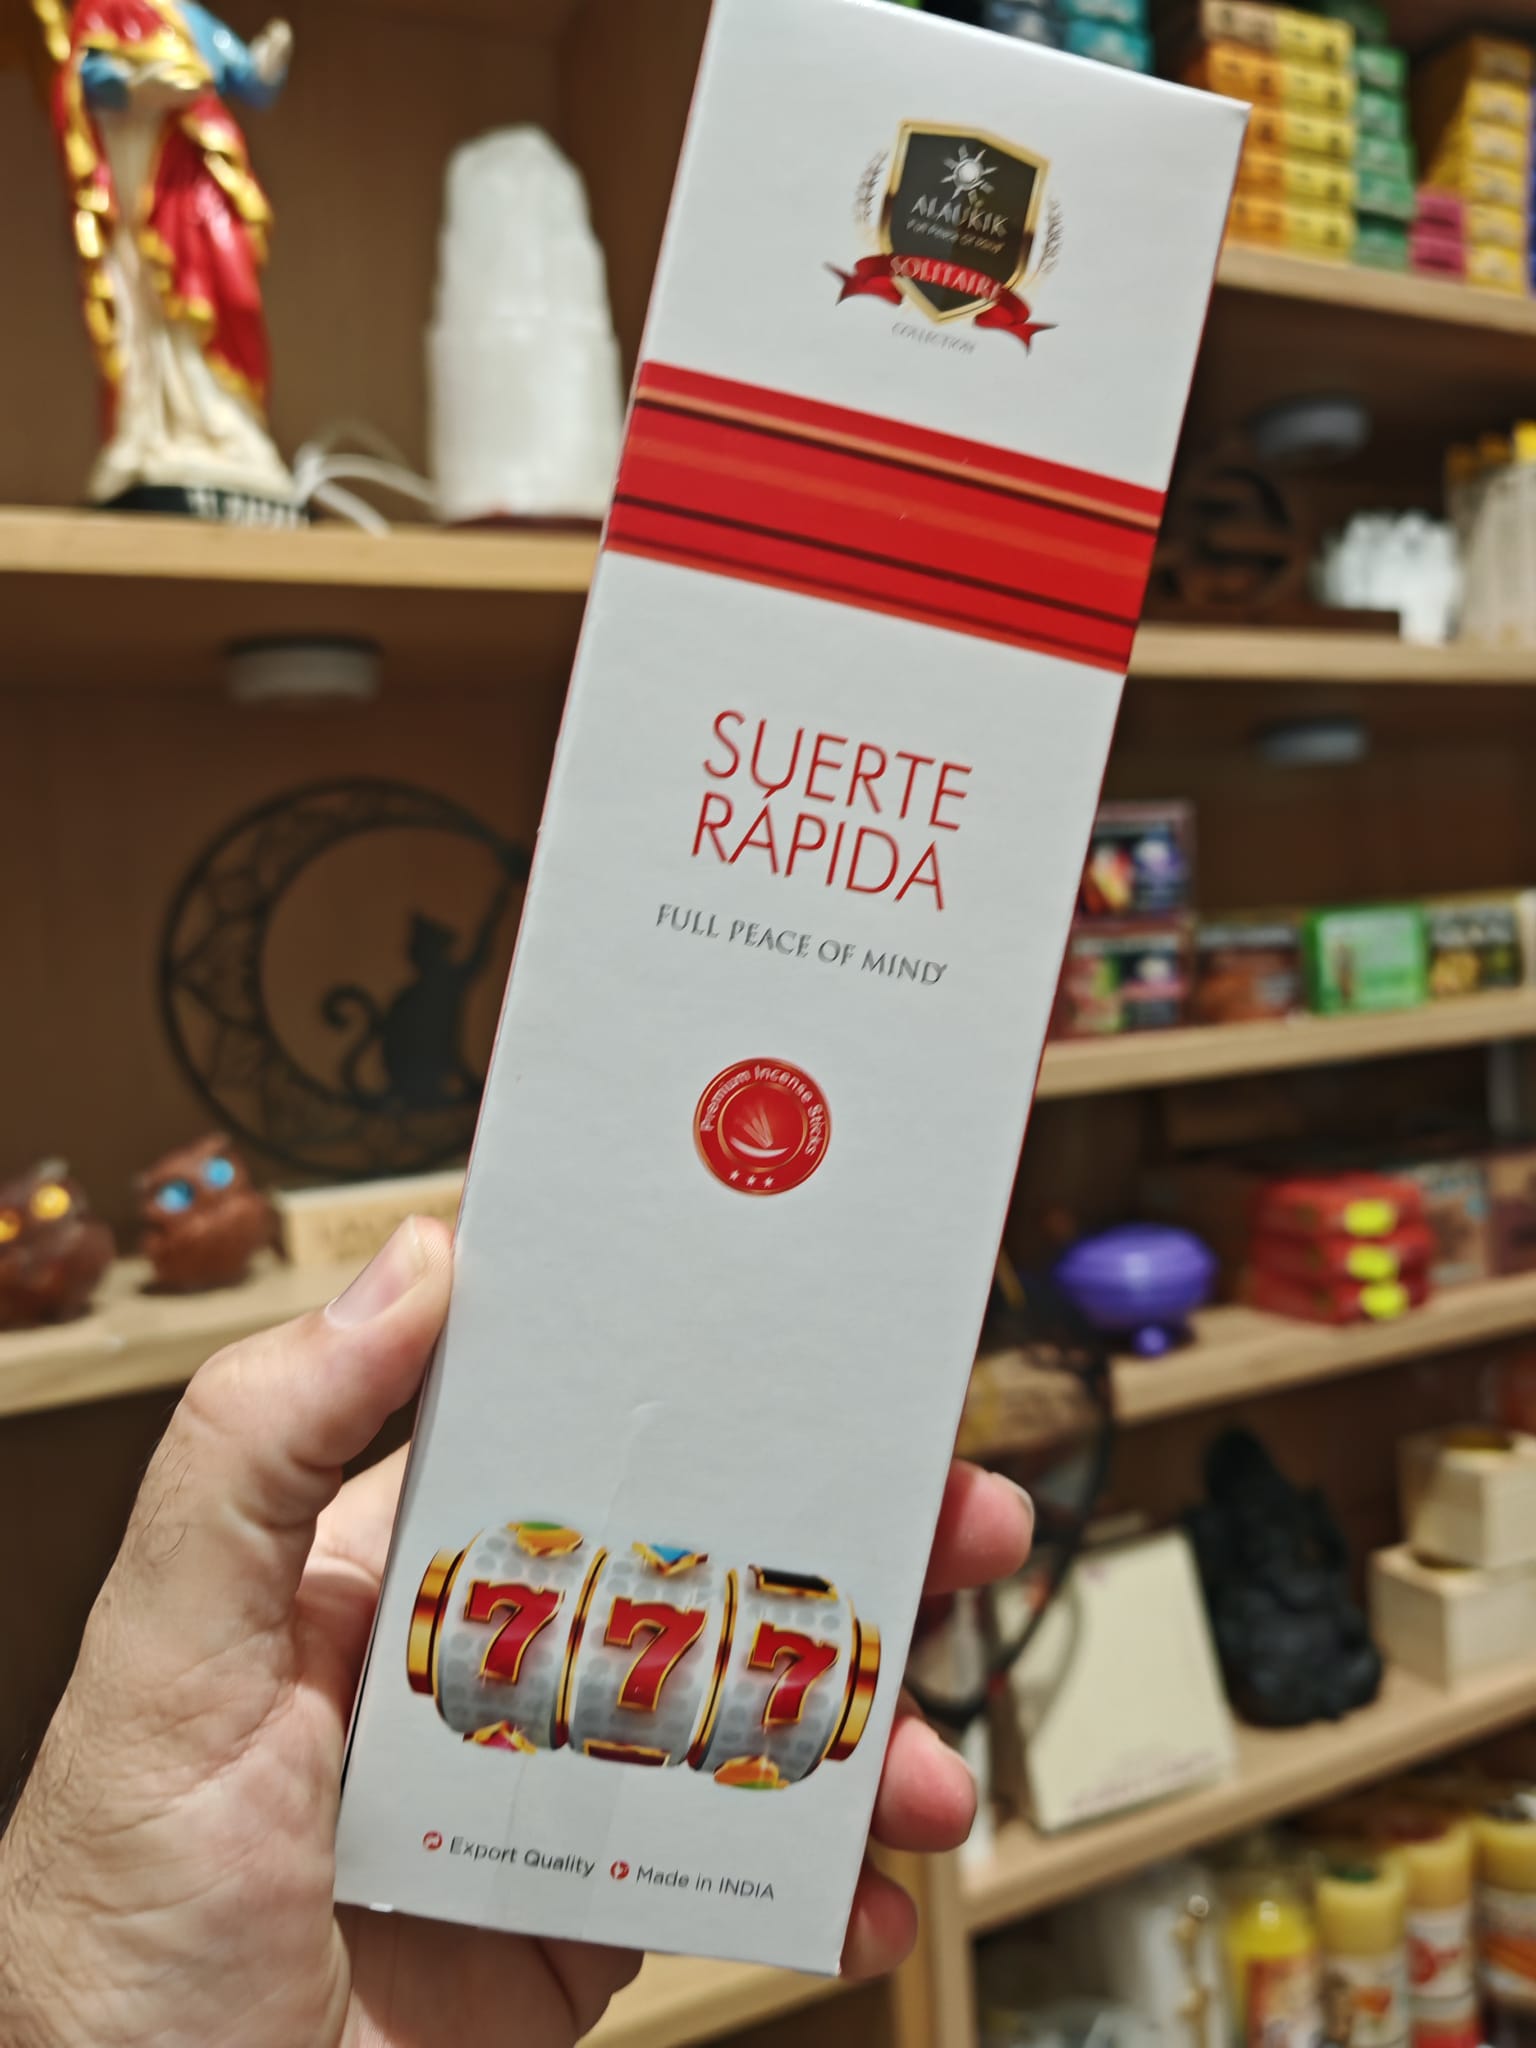 ALAUKIK
SOLITAIRE
COLLECTION
SUERTE
RÁPIDA
FULL PEACE OF MIND
Premium Incense Sticks
777
Export Quality Made in INDIA